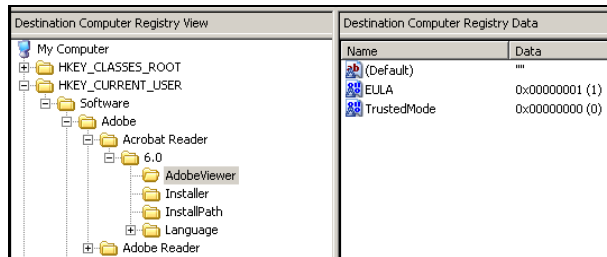 Destination Computer Registry View
My Computer
HKEY_CLASSES_ROOT
HKEY_CURRENT_USER
Software
Adobe
Acrobat Reader
6.0
AdobeViewer
Installer
InstallPath
Language
Adobe Reader
Destination Computer Registry Data
Name Data
ab (Default) ""
EULA 0x00000001 (1)
TrustedMode 0x00000000 (0)